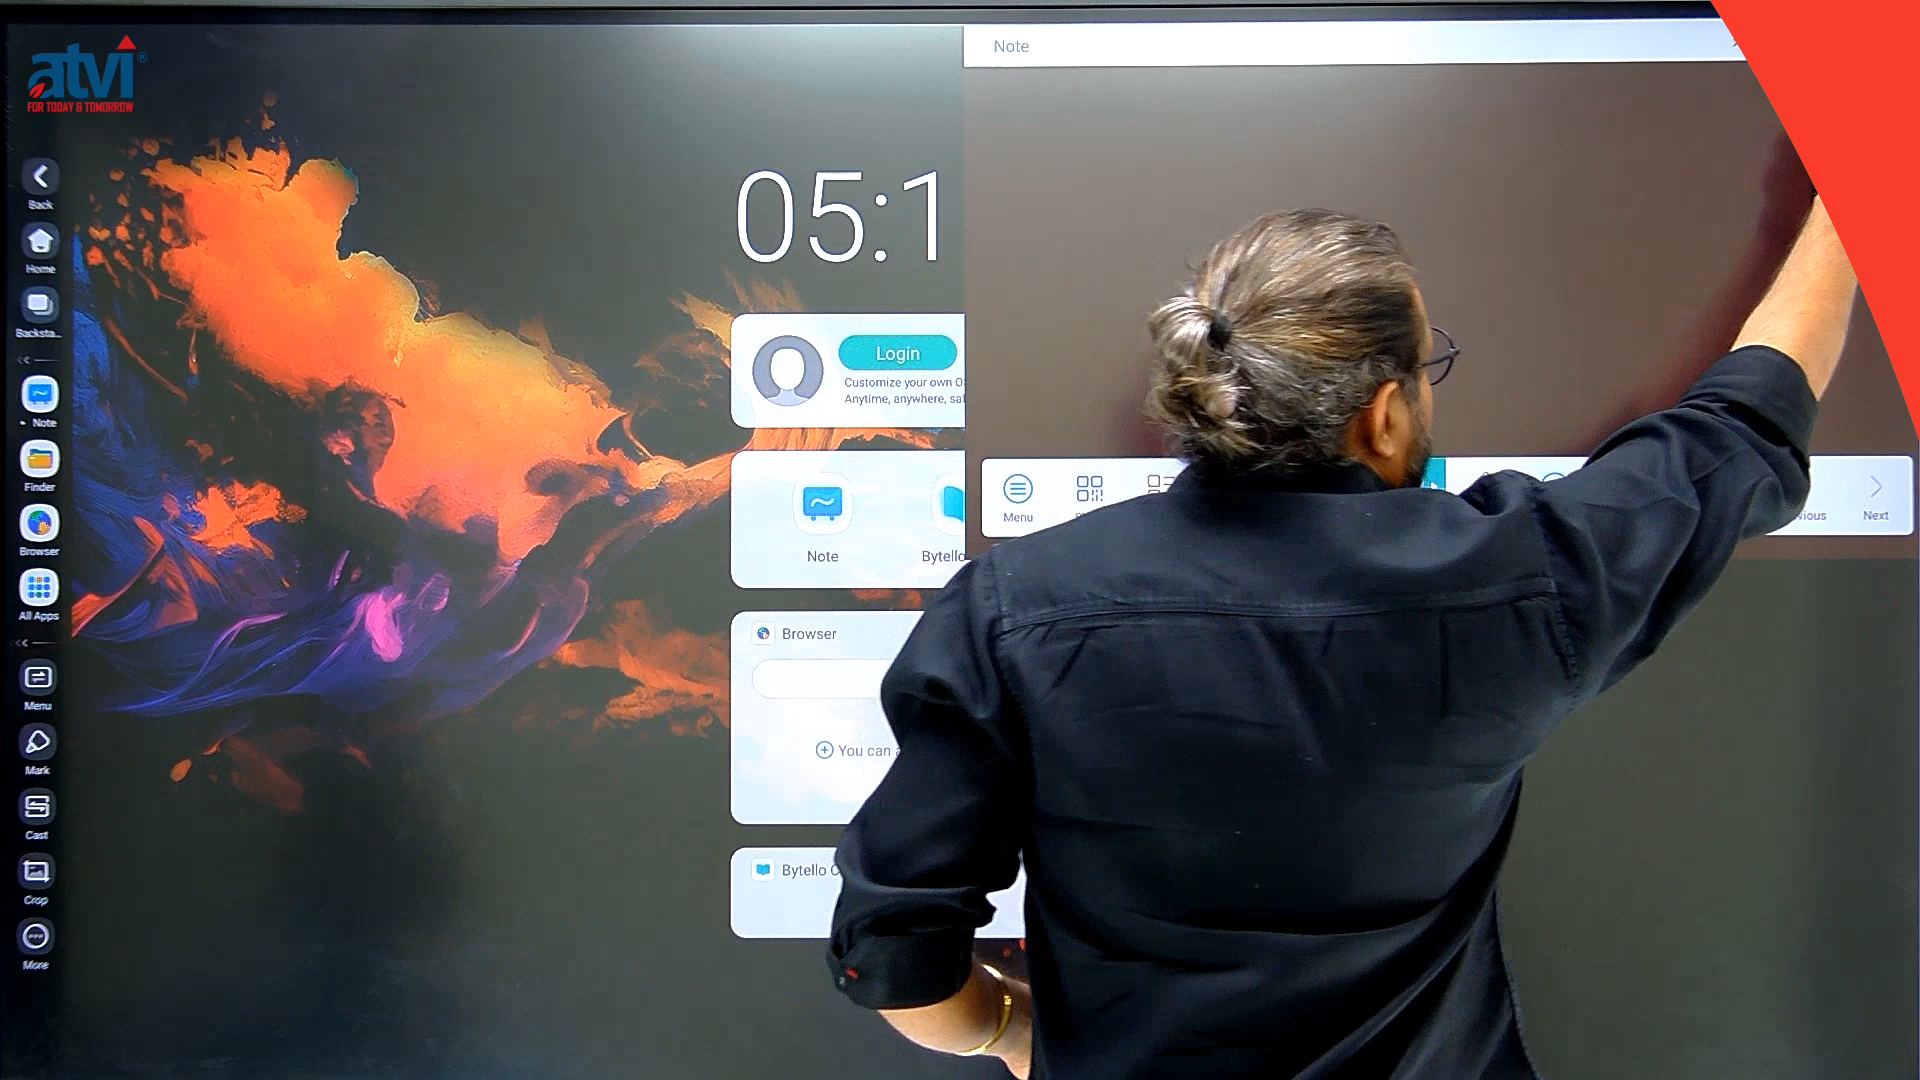 atvi®
FOR TODAY & TOMORROW
Note
Back
Home
Backsta...
Note
Finder
Browser
All Apps
Menu
Mark
Cast
Crop
More
05:1
Login
Customize your own
Anytime, anywhere,
Note
Bytello
Browser
You can
Bytello
Menu
Next